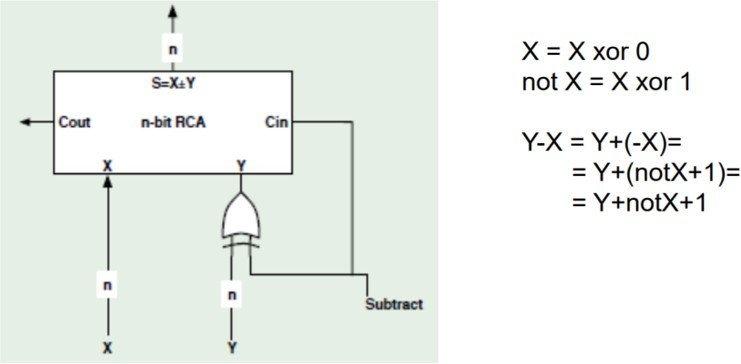 n
S=X±Y
Cout n-bit RCA Cin
X Y
n
n
Subtract
X Y
X = X xor 0
not X = X xor 1
Y-X = Y+(-X)=
= Y+(notX+1)=
= Y+notX+1